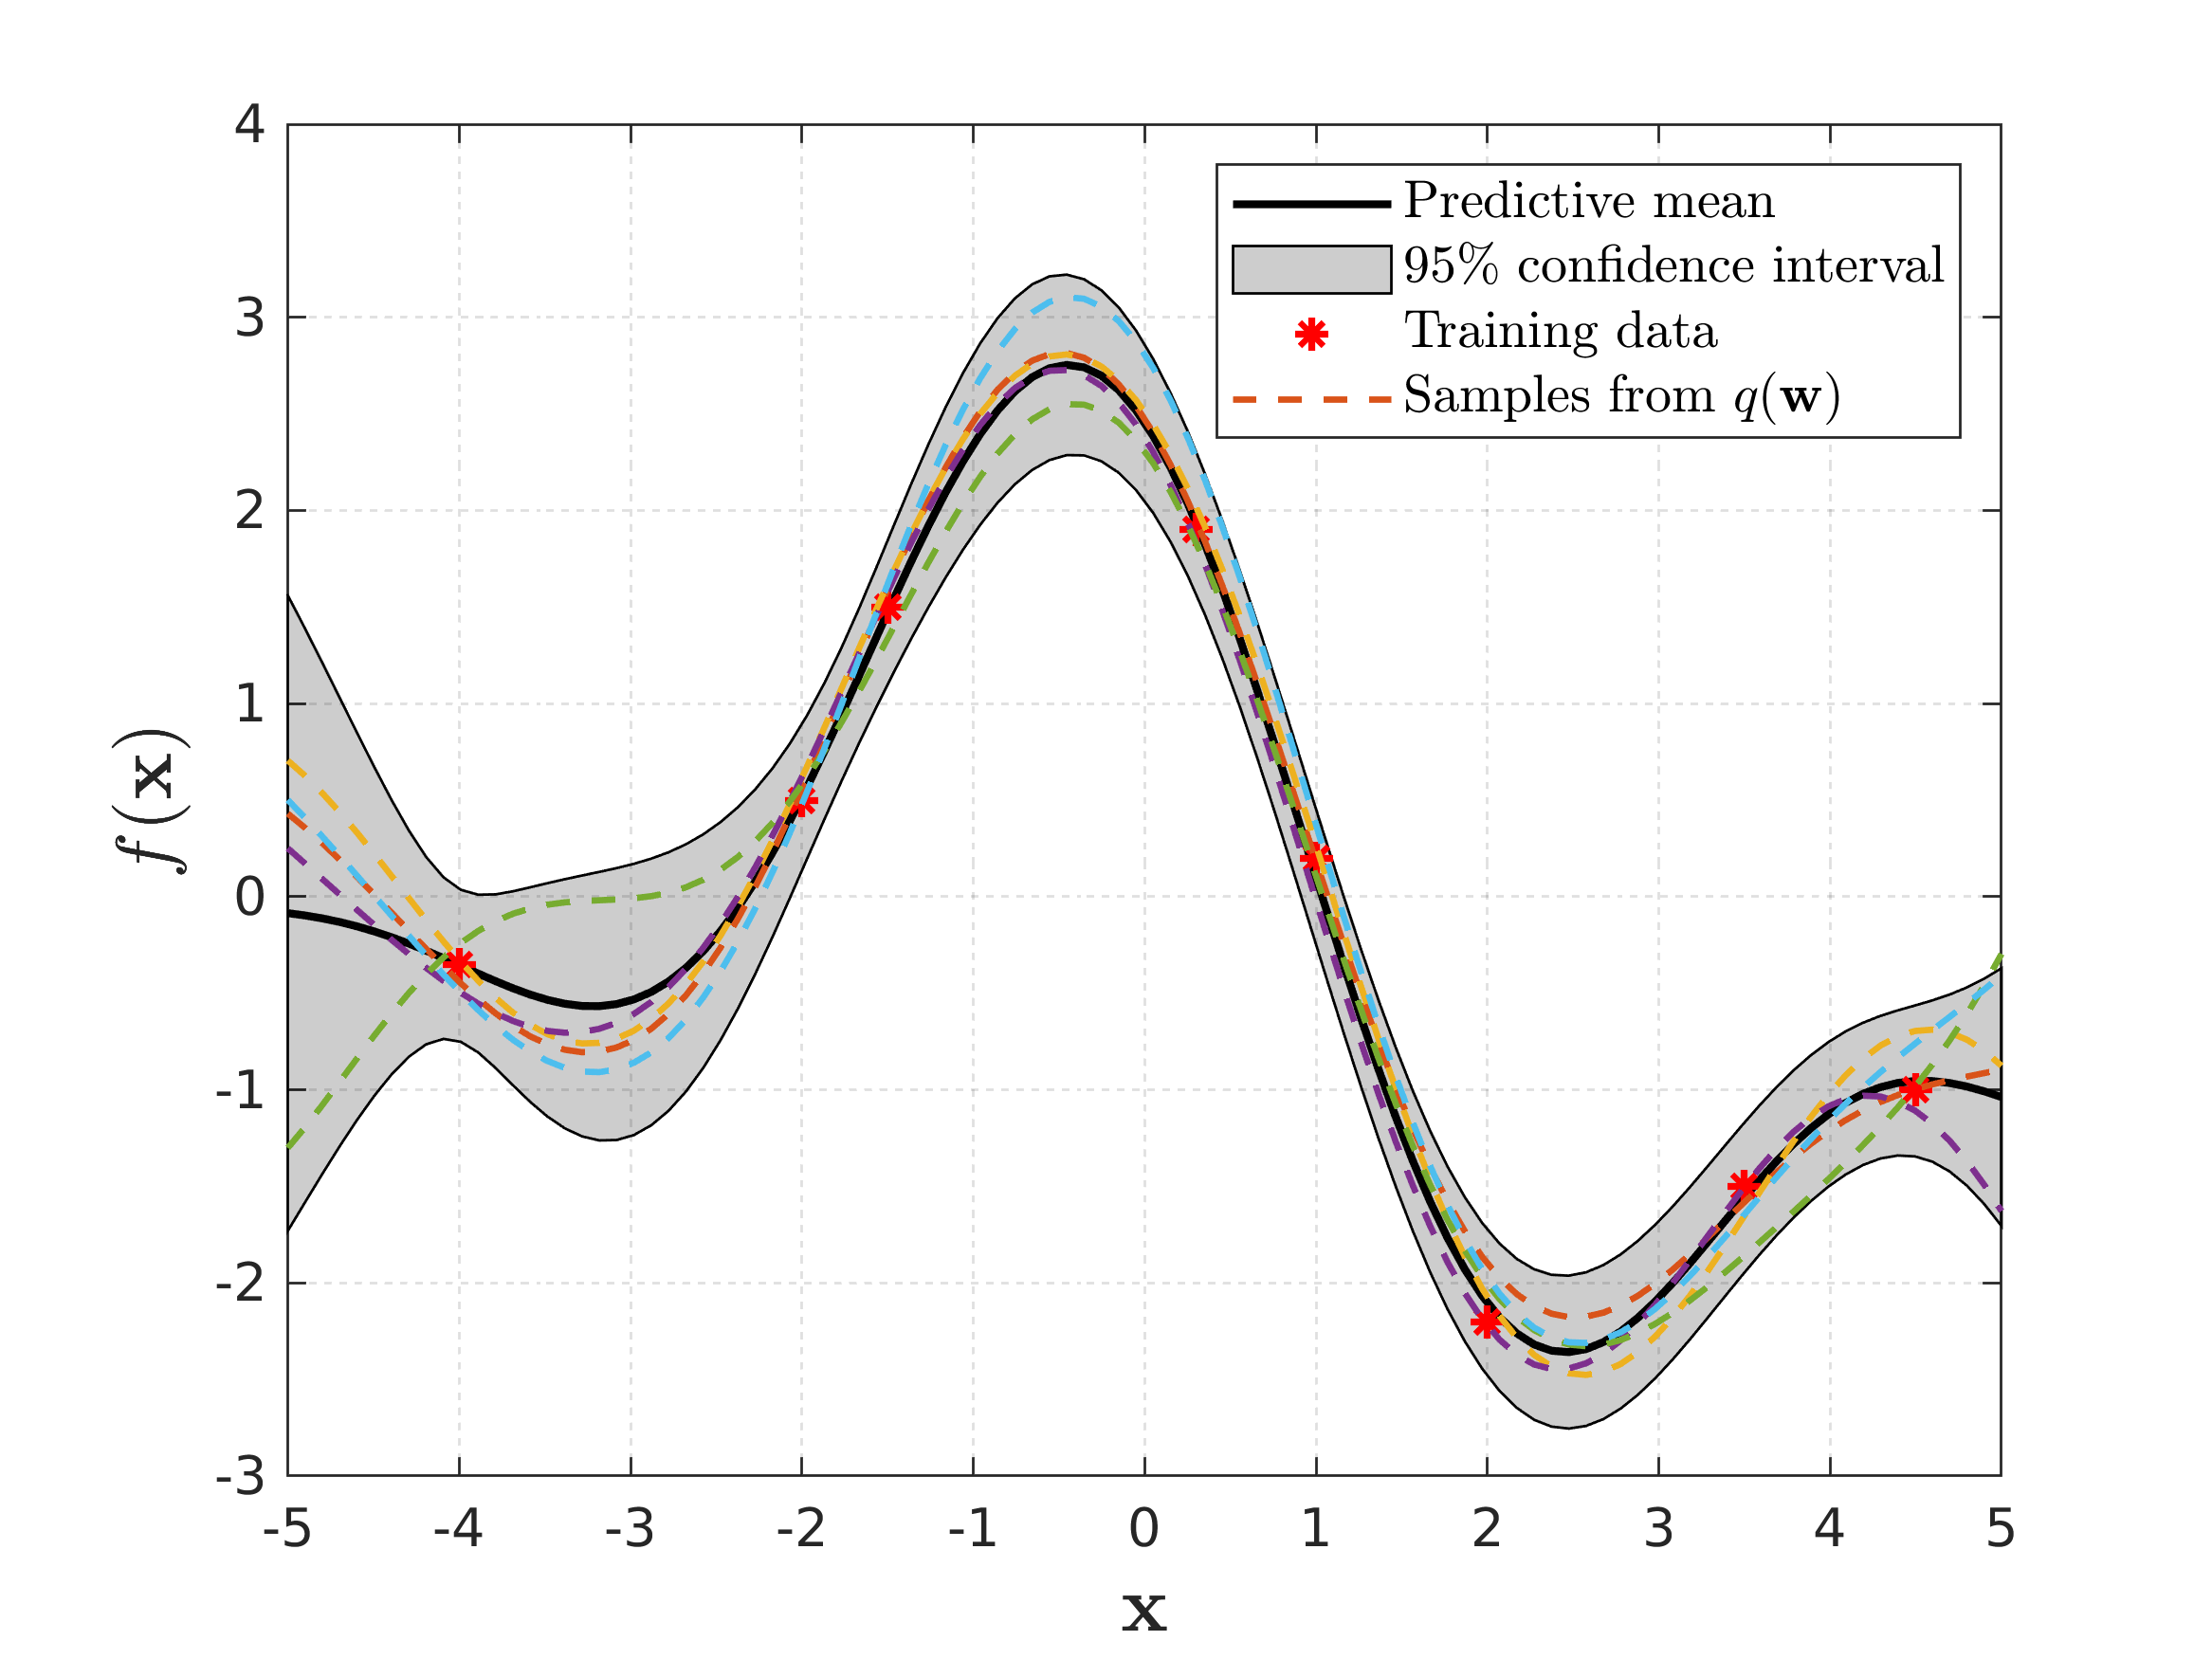 4
3
2
1
0
-1
-2
-3
f(x)
Predictive mean
95% confidence interval
Training data
Samples from q(w)
-5 -4 -3 -2 -1 0 1 2 3 4 5
x